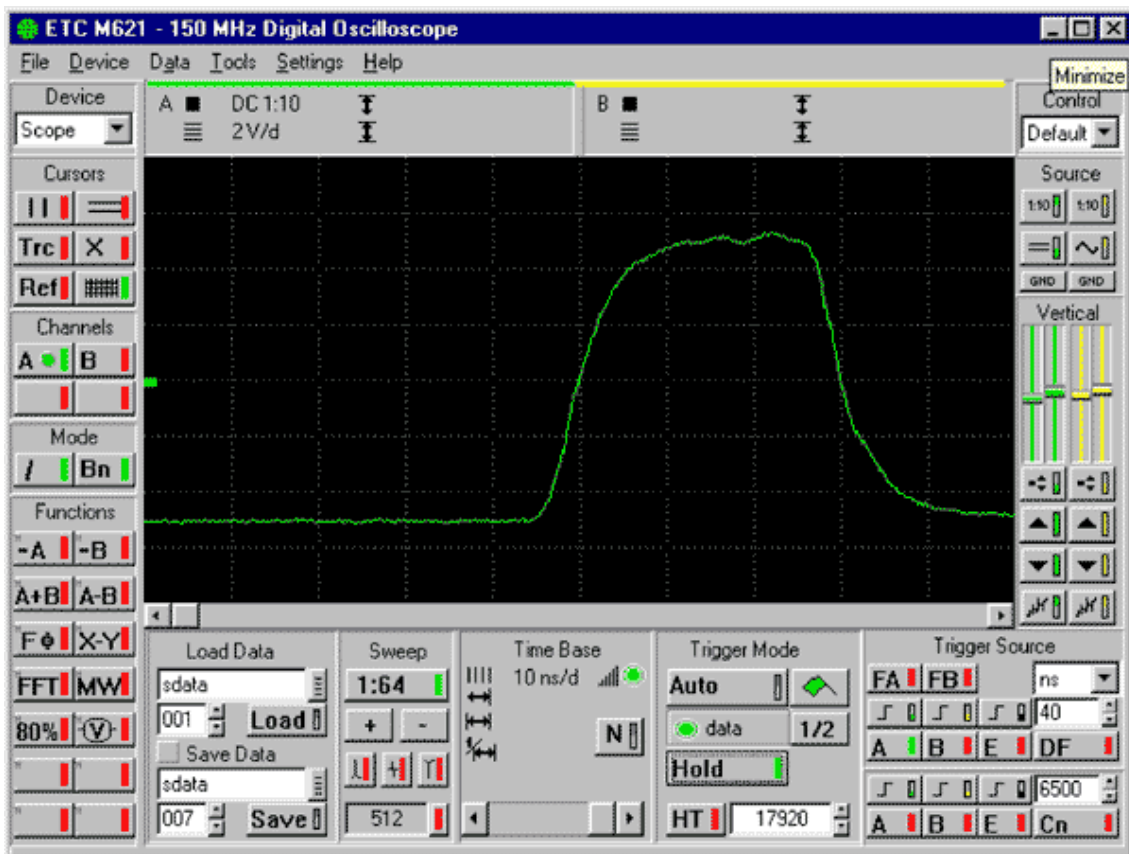 ETC M621 - 150 MHz Digital Oscilloscope
File Device Data Tools Settings Help
Minimize
Device
Scope
A DC 1:10
2 V/d
B
Control
Default
Cursors
Trc X
Ref
Channels
A B
Mode
/ Bn
Functions
-A -B
A+B A-B
F Φ X-Y
FFT MW
80% -V-
Source
1:10 1:10
GND GND
Vertical
Load Data
sdata
001 Load
Save Data
sdata
007 Save
Sweep
1:64
+ -
512
Time Base
10 ns/d
N
Trigger Mode
Auto
data 1/2
Hold
HT 17920
Trigger Source
FA FB ns
40
A B E DF
6500
A B E Cn